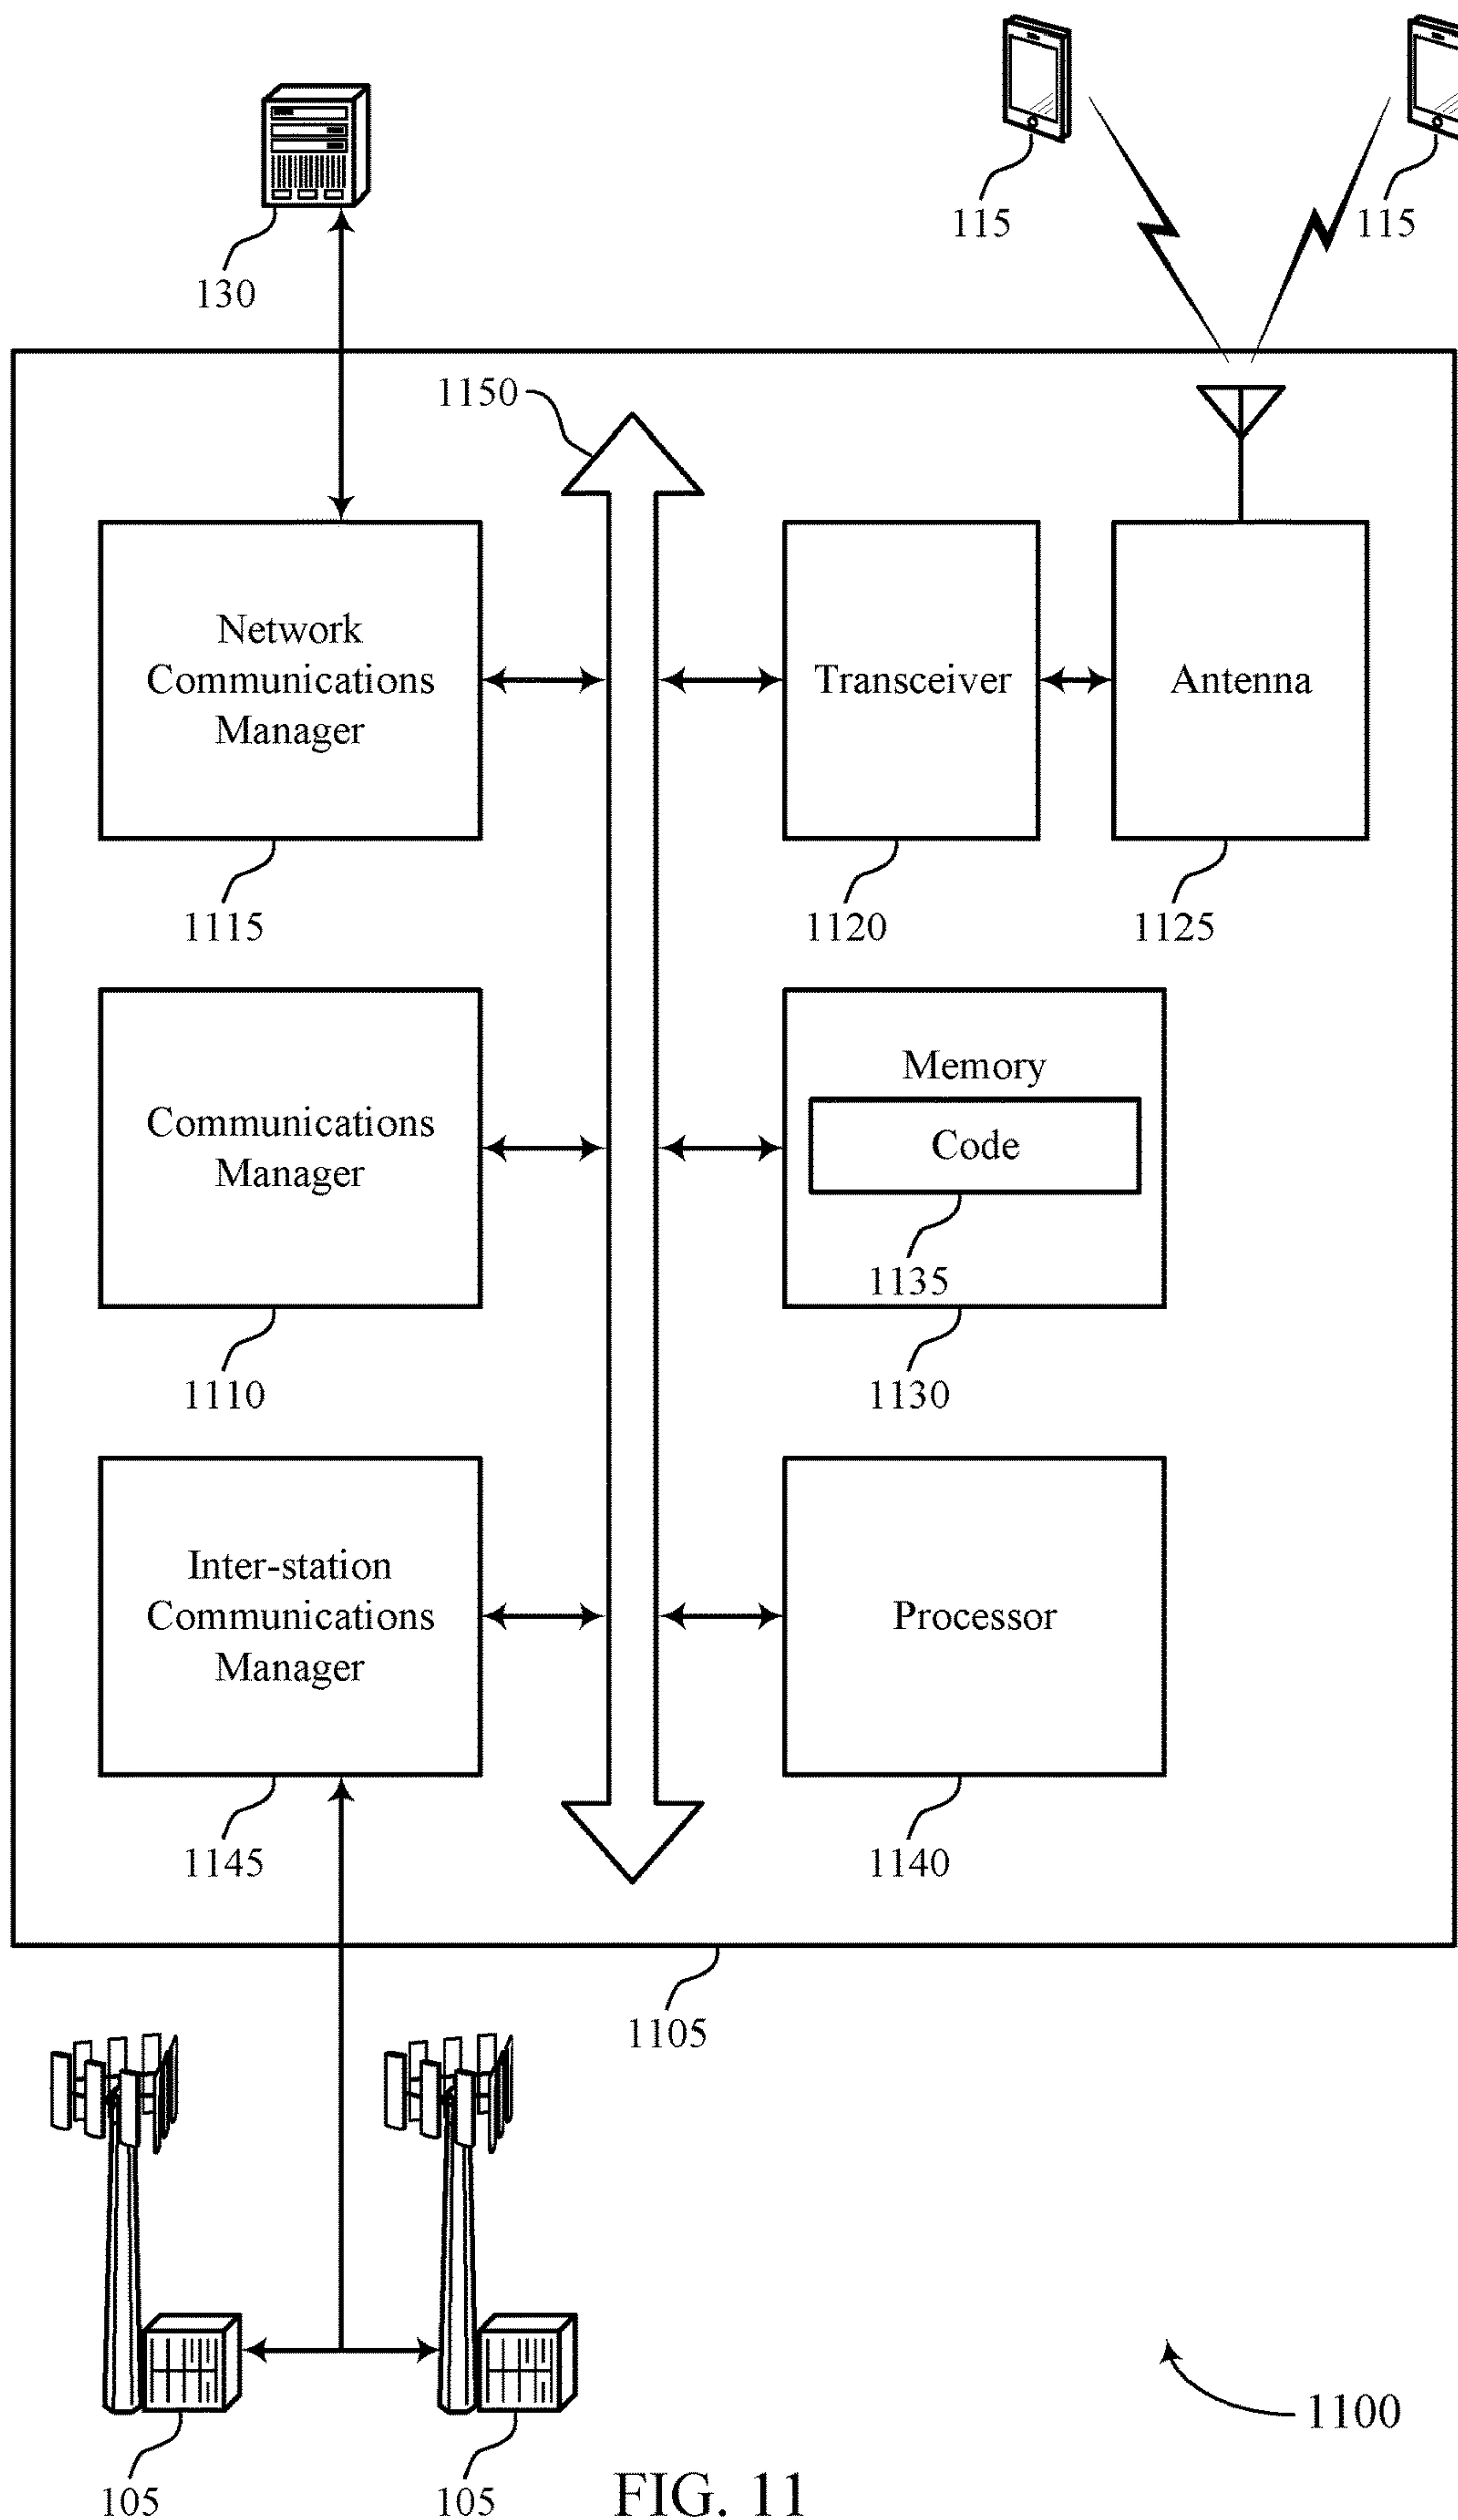 115
115
130
1150
Network
Communications
Manager
Transceiver
Antenna
1115
1120
1125
Communications
Manager
Memory
Code
1135
1110
1130
Inter-station
Communications
Manager
Processor
1145
1140
1105
1100
105
105
FIG. 11